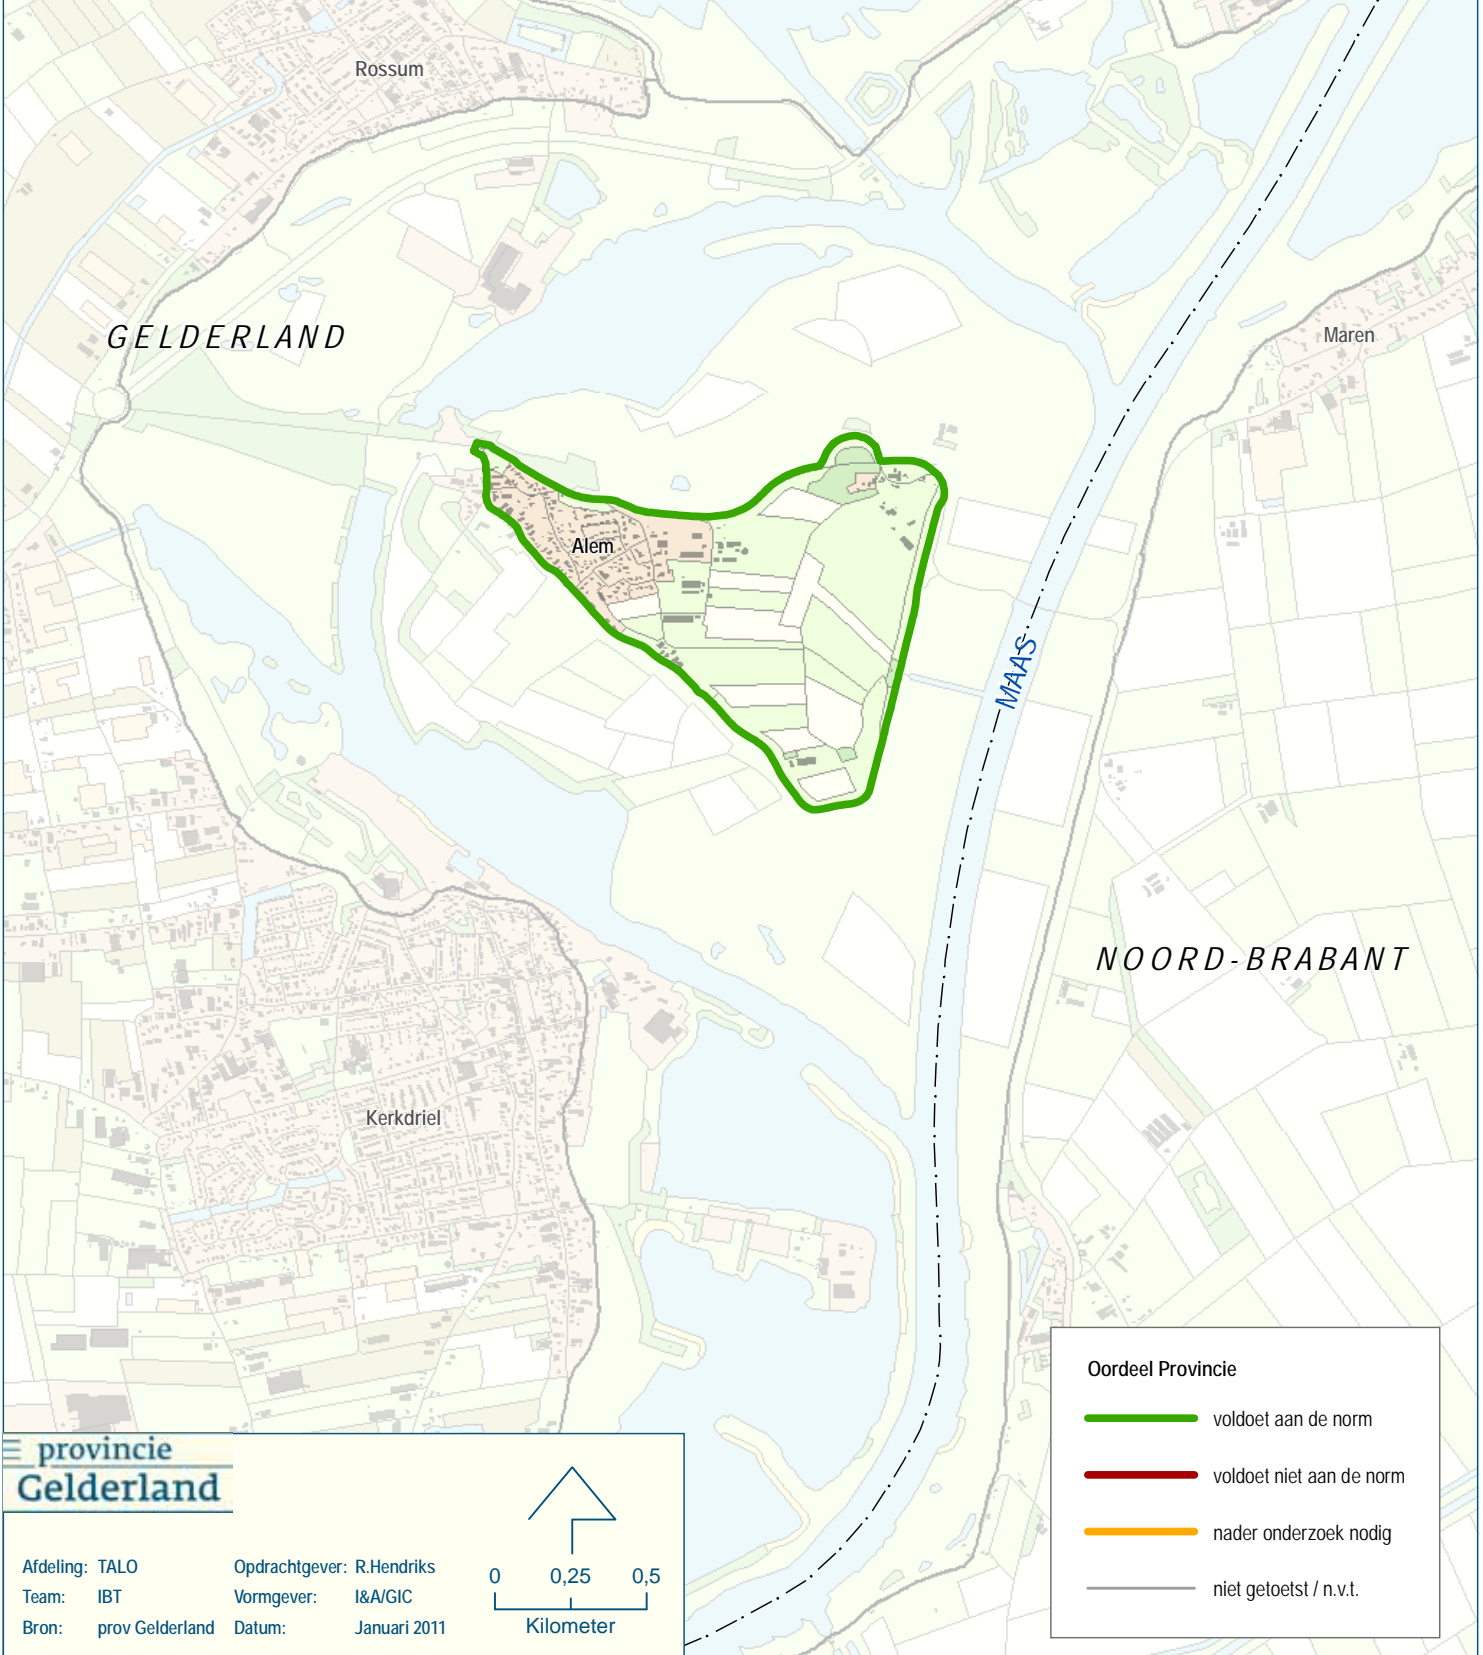 Rossum
GELDERLAND
Maren
Alem
MAAS
NOORD-BRABANT
Kerkdriel
Oordeel Provincie
voldoet aan de norm
voldoet niet aan de norm
nader onderzoek nodig
niet getoetst / n.v.t.
provincie
Gelderland
Afdeling: TALO Opdrachtgever: R.Hendriks
Team: IBT Vormgever: I&A/GIC
Bron: prov Gelderland Datum: Januari 2011
0 0,25 0,5
Kilometer